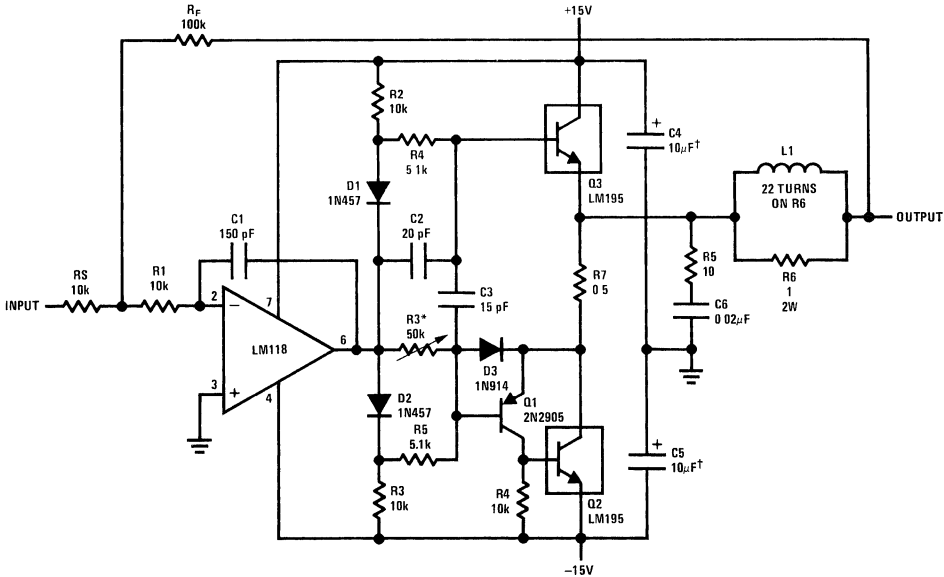 +15V
RF
100k
R2
10k
R4
5 1k
D1
1N457
C1
150 pF
C2
20 pF
Q3
LM195
C4
10μF†
L1
22 TURNS
ON R6
OUTPUT
RS
10k
R1
10k
INPUT
2
−
7
LM118
6
3
+
4
C3
15 pF
R3*
50k
R7
0 5
R5
10
R6
1
2W
C6
0 02μF
D3
1N914
D2
1N457
Q1
2N2905
R5
5.1k
R3
10k
R4
10k
Q2
LM195
+
C5
10μF†
+
−15V